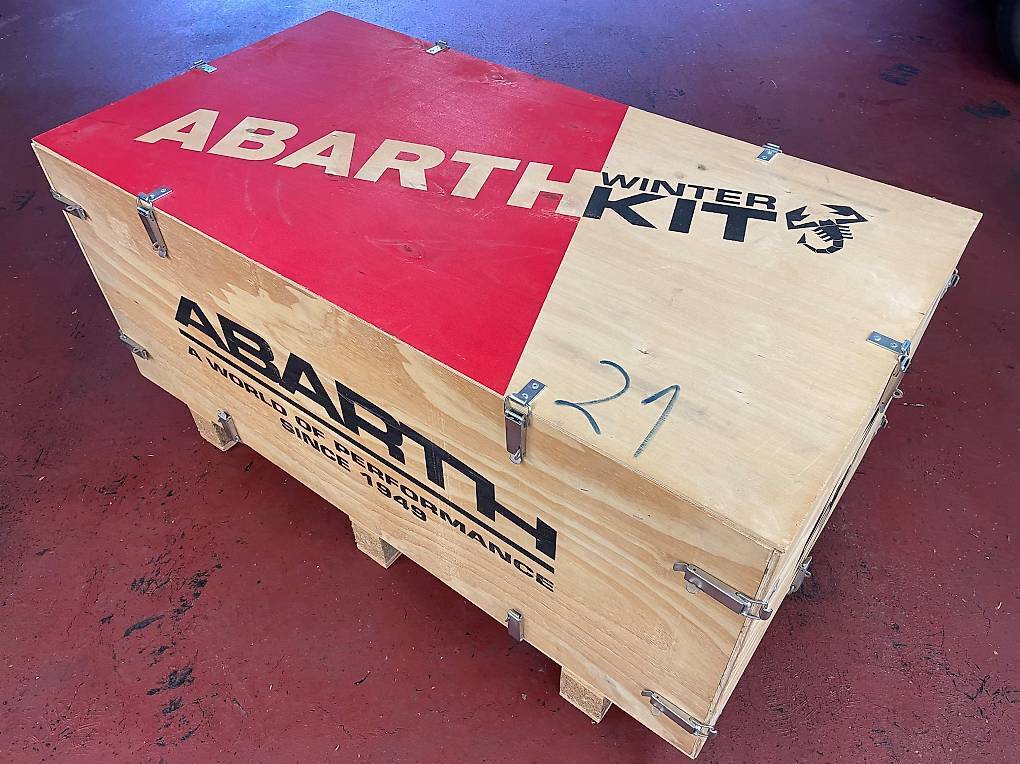 ABARTH
WINTER
KIT
21
ABARTH
A WORLD OF PERFORMANCE
SINCE 1949